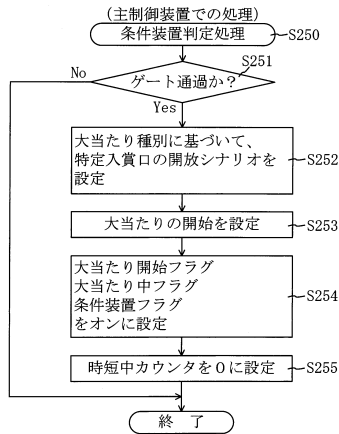 (主制御装置での処理)
条件装置判定処理
S250
S251
ゲート通過か?
No
Yes
大当たり種別に基づいて、
特定入賞口の開放シナリオを
設定
S252
大当たりの開始を設定
S253
大当たり開始フラグ
大当たり中フラグ
条件装置フラグ
をオンに設定
S254
時短中カウンタを0に設定
S255
終 了